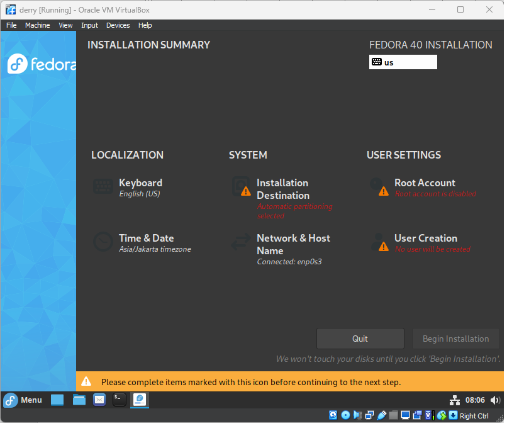 derry [Running] - Oracle VM VirtualBox
File Machine View Input Devices Help
fedora
INSTALLATION SUMMARY
FEDORA 40 INSTALLATION
us
LOCALIZATION
SYSTEM
USER SETTINGS
Keyboard
English (US)
Installation
Destination
Automatic partitioning
selected
Root Account
Root account is disabled
Time & Date
Asia/Jakarta timezone
Network & Host
Name
Connected: enp0s3
User Creation
No user will be created
Quit
Begin Installation
We won't touch your disks until you click 'Begin Installation'.
Please complete items marked with this icon before continuing to the next step.
Menu
08:06
Right Ctrl